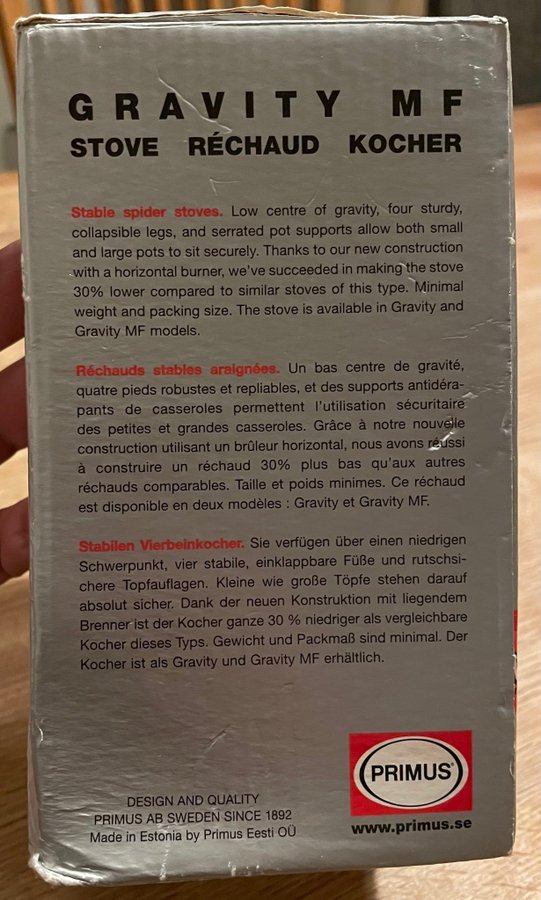 GRAVITY MF
STOVE RÉCHAUD KOCHER
Stable spider stoves. Low centre of gravity, four sturdy,
collapsible legs, and serrated pot supports allow both small
and large pots to sit securely. Thanks to our new construction
with a horizontal burner, we've succeeded in making the stove
30% lower compared to similar stoves of this type. Minimal
weight and packing size. The stove is available in Gravity and
Gravity MF models.
Réchauds stables araignées. Un bas centre de gravité,
quatre pieds robustes et repliables, et des supports antidéra-
pants de casseroles permettent l'utilisation sécuritaire
des petites et grandes casseroles. Grâce à notre nouvelle
construction utilisant un brûleur horizontal, nous avons réussi
à construire un réchaud 30% plus bas qu'aux autres
réchauds comparables. Taille et poids minimes. Ce réchaud
est disponible en deux modèles : Gravity et Gravity MF.
Stabilen Vierbeinkocher. Sie verfügen über einen niedrigen
Schwerpunkt, vier stabile, einklappbare Füße und rutschsi-
chere Topfauflagen. Kleine wie große Töpfe stehen darauf
absolut sicher. Dank der neuen Konstruktion mit liegendem
Brenner ist der Kocher ganze 30 % niedriger als vergleichbare
Kocher dieses Typs. Gewicht und Packmaß sind minimal. Der
Kocher ist als Gravity und Gravity MF erhältlich.
DESIGN AND QUALITY
PRIMUS AB SWEDEN SINCE 1892
Made in Estonia by Primus Eesti OÜ
PRIMUS®
www.primus.se